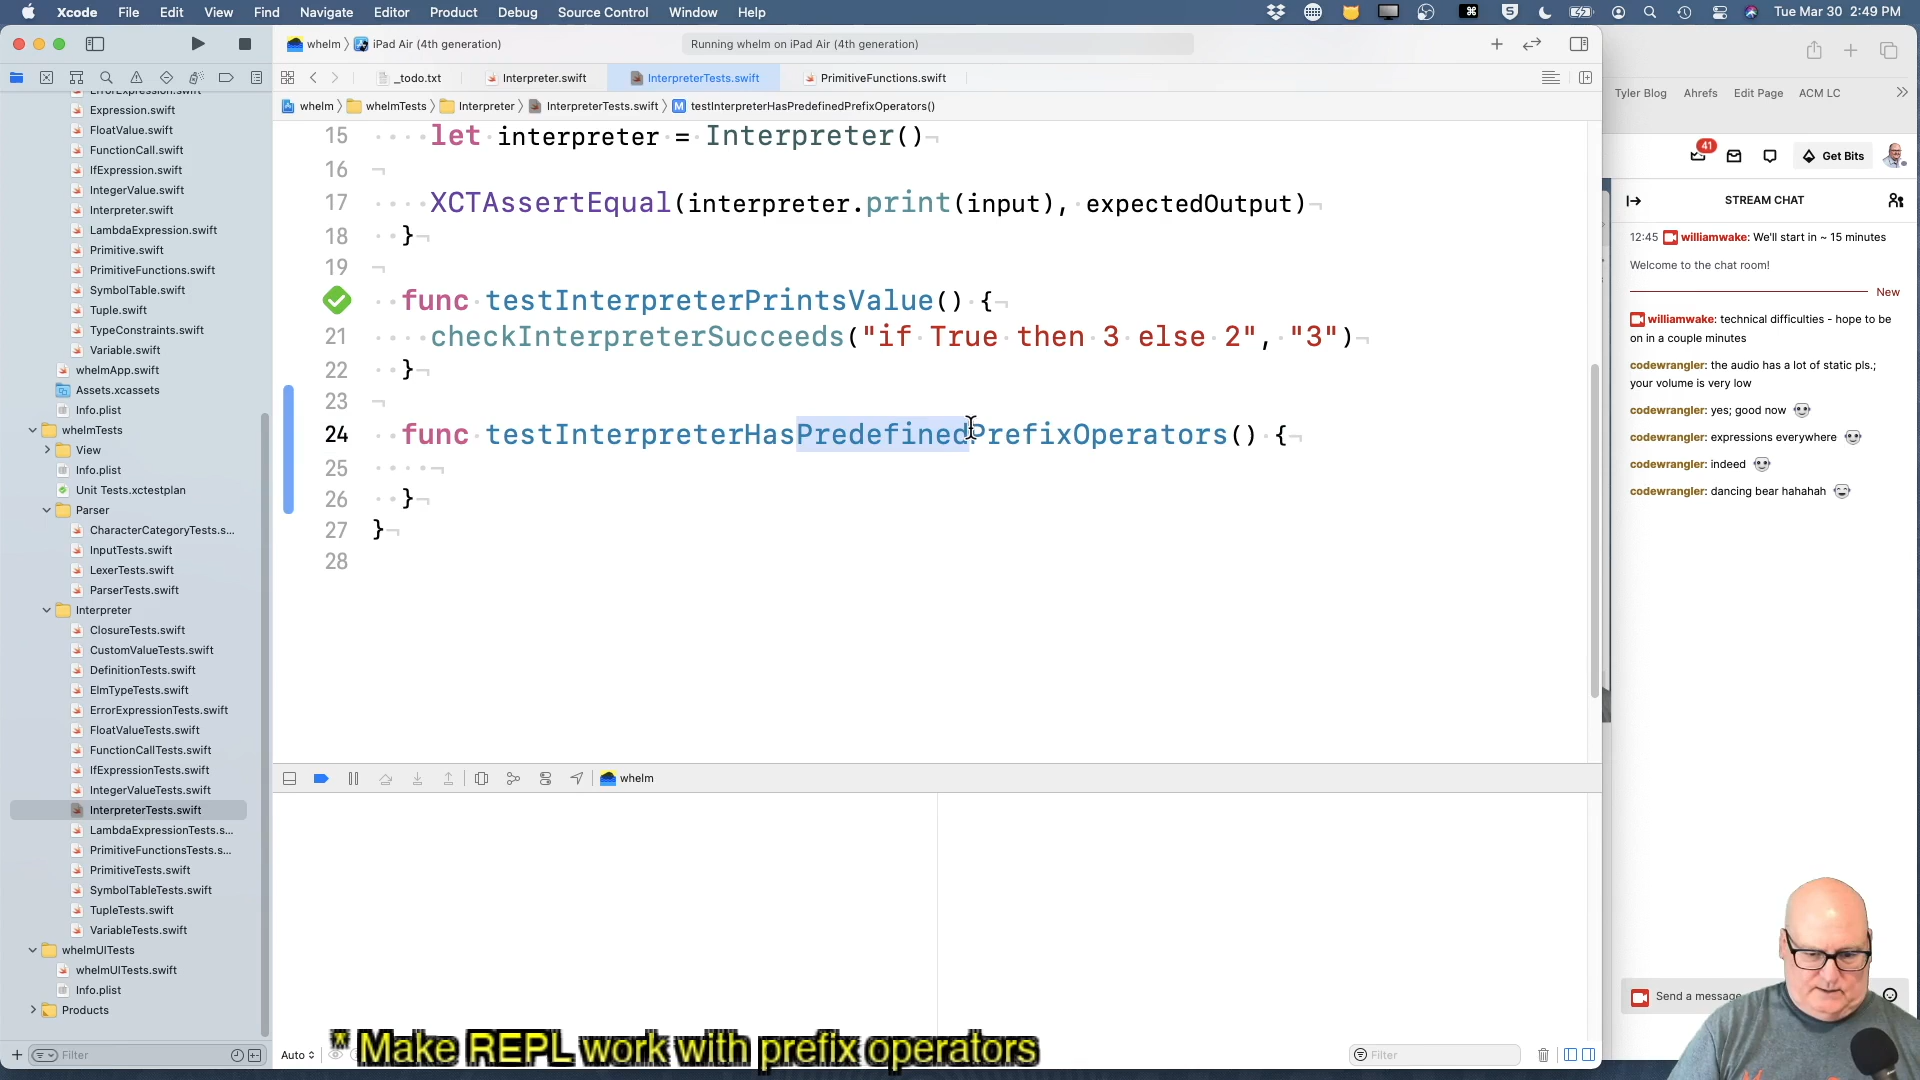 Xcode File Edit View Find Navigate Editor Product Debug Source Control Window Help
Tue Mar 30 2:49 PM
whelm iPad Air (4th generation)
Running whelm on iPad Air (4th generation)
_todo.txt Interpreter.swift InterpreterTests.swift PrimitiveFunctions.swift
whelm whelmTests Interpreter InterpreterTests.swift M testInterpreterHasPredefinedPrefixOperators()
Expression.swift
FloatValue.swift
FunctionCall.swift
IfExpression.swift
IntegerValue.swift
Interpreter.swift
LambdaExpression.swift
Primitive.swift
PrimitiveFunctions.swift
SymbolTable.swift
Tuple.swift
TypeConstraints.swift
Variable.swift
whelmApp.swift
Assets.xcassets
Info.plist
whelmTests
View
Info.plist
Unit Tests.xctestplan
Parser
CharacterCategoryTests.s...
InputTests.swift
LexerTests.swift
ParserTests.swift
Interpreter
ClosureTests.swift
CustomValueTests.swift
DefinitionTests.swift
ElmTypeTests.swift
ErrorExpressionTests.swift
FloatValueTests.swift
FunctionCallTests.swift
IfExpressionTests.swift
IntegerValueTests.swift
InterpreterTests.swift
LambdaExpressionTests.s...
PrimitiveFunctionsTests.s...
PrimitiveTests.swift
SymbolTableTests.swift
TupleTests.swift
VariableTests.swift
whelmUITests
whelmUITests.swift
Info.plist
Products
Filter
15 let interpreter = Interpreter()
16
17 XCTAssertEqual(interpreter.print(input), expectedOutput)
18 }
19
func testInterpreterPrintsValue() {
21 checkInterpreterSucceeds("if True then 3 else 2", "3")
22 }
23
24 func testInterpreterHasPredefinedPrefixOperators() {
25
26 }
27 }
28
whelm
Auto
Filter
* Make REPL work with prefix operators
Tyler Blog Ahrefs Edit Page ACM LC
41 Get Bits
STREAM CHAT
12:45 williamwake: We'll start in ~ 15 minutes
Welcome to the chat room!
New
williamwake: technical difficulties - hope to be
on in a couple minutes
codewrangler: the audio has a lot of static pls.;
your volume is very low
codewrangler: yes; good now
codewrangler: expressions everywhere
codewrangler: indeed
codewrangler: dancing bear hahahah
Send a message